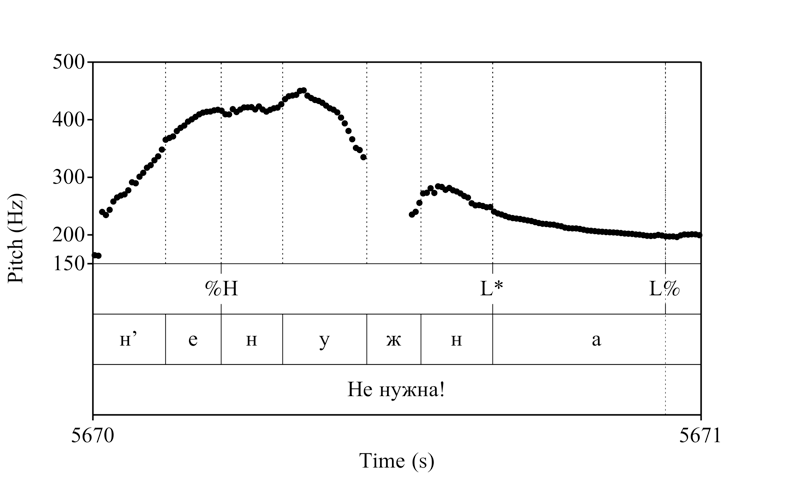 500
400
300
200
150
Pitch (Hz)
%H L* L%
н’ е н у ж н а
Не нужна!
5670 5671
Time (s)